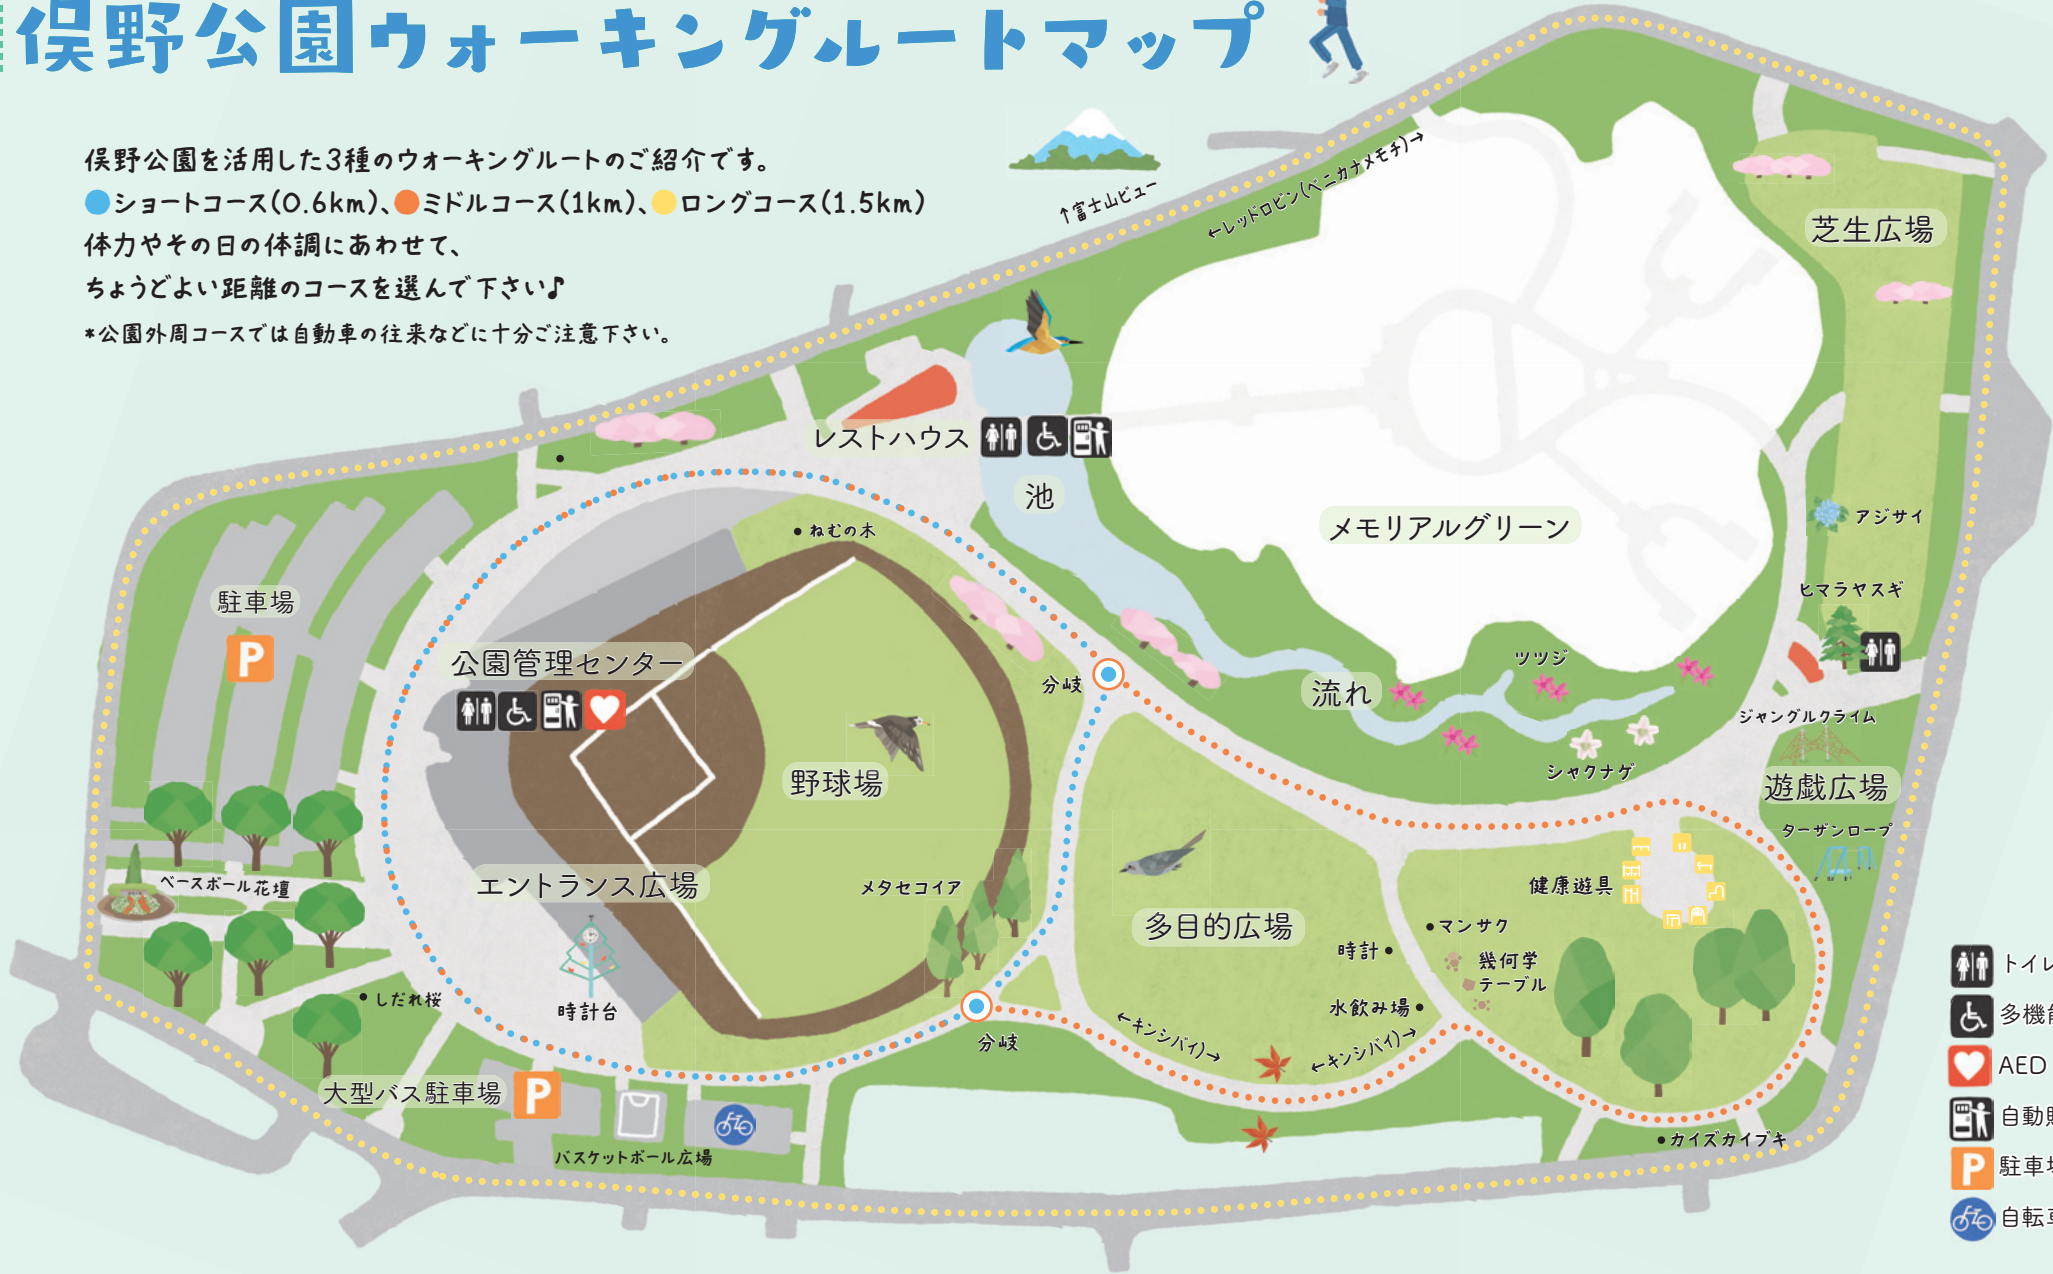 俣野公園ウォーキングルートマップ
俣野公園を活用した3種のウォーキングルートのご紹介です。
ショートコース(0.6km)、ミドルコース(1km)、ロングコース(1.5km)
体力やその日の体調にあわせて、
ちょうどよい距離のコースを選んで下さい♪
*公園外周コースでは自動車の往来などに十分ご注意下さい。
↑富士山ビュー
←レッドロビン(ベニカナメモチ)→
芝生広場
レストハウス
池
メモリアルグリーン
アジサイ
ねむの木
ヒマラヤスギ
駐車場
P
公園管理センター
分岐
流れ
ツツジ
ジャングルクライム
シャクナゲ
野球場
遊戯広場
ターザンロープ
ベースボール花壇
エントランス広場
メタセコイア
健康遊具
多目的広場
マンサク
時計
幾何学
テーブル
しだれ桜
時計台
水飲み場
分岐
←キンシバイ)→
←キンシバイ)→
大型バス駐車場
P
バスケットボール広場
カイズカイブキ
トイレ
多機能
AED
自動販
P
駐車場
自転車